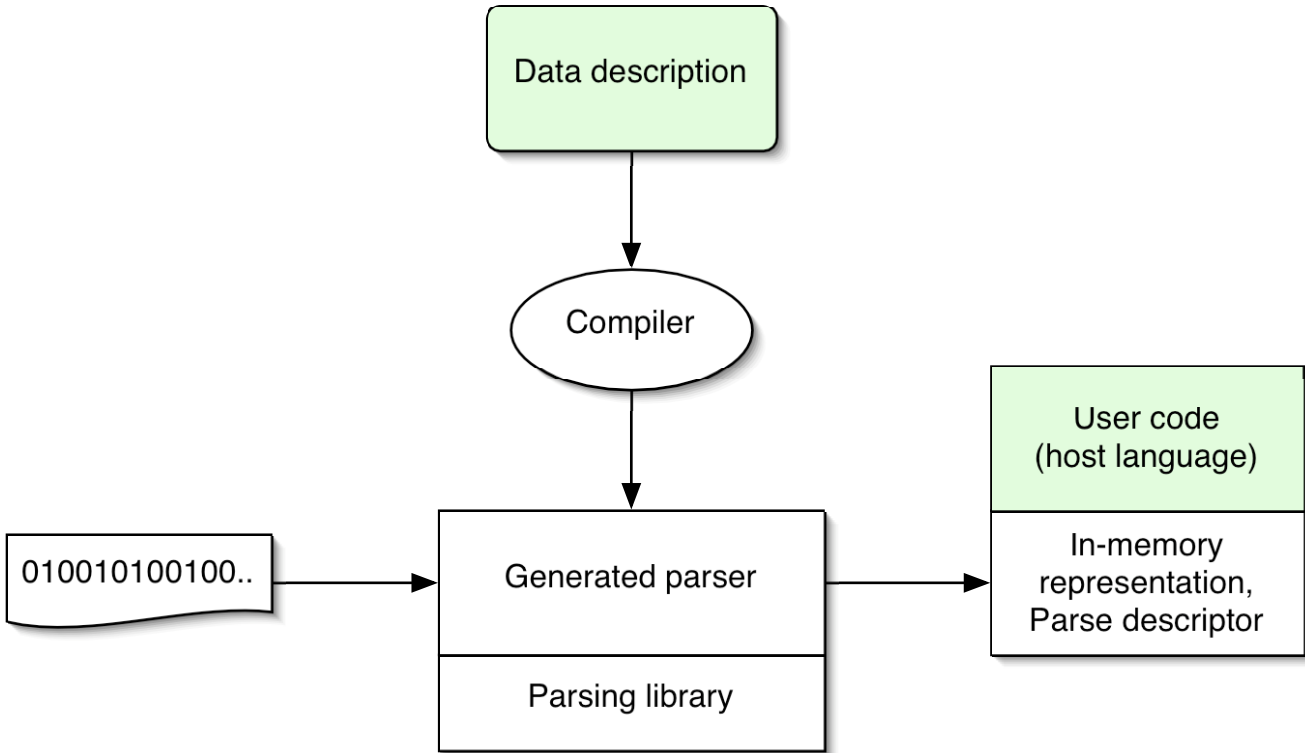 Data description
Compiler
User code
(host language)
010010100100..
Generated parser
In-memory
representation,
Parse descriptor
Parsing library